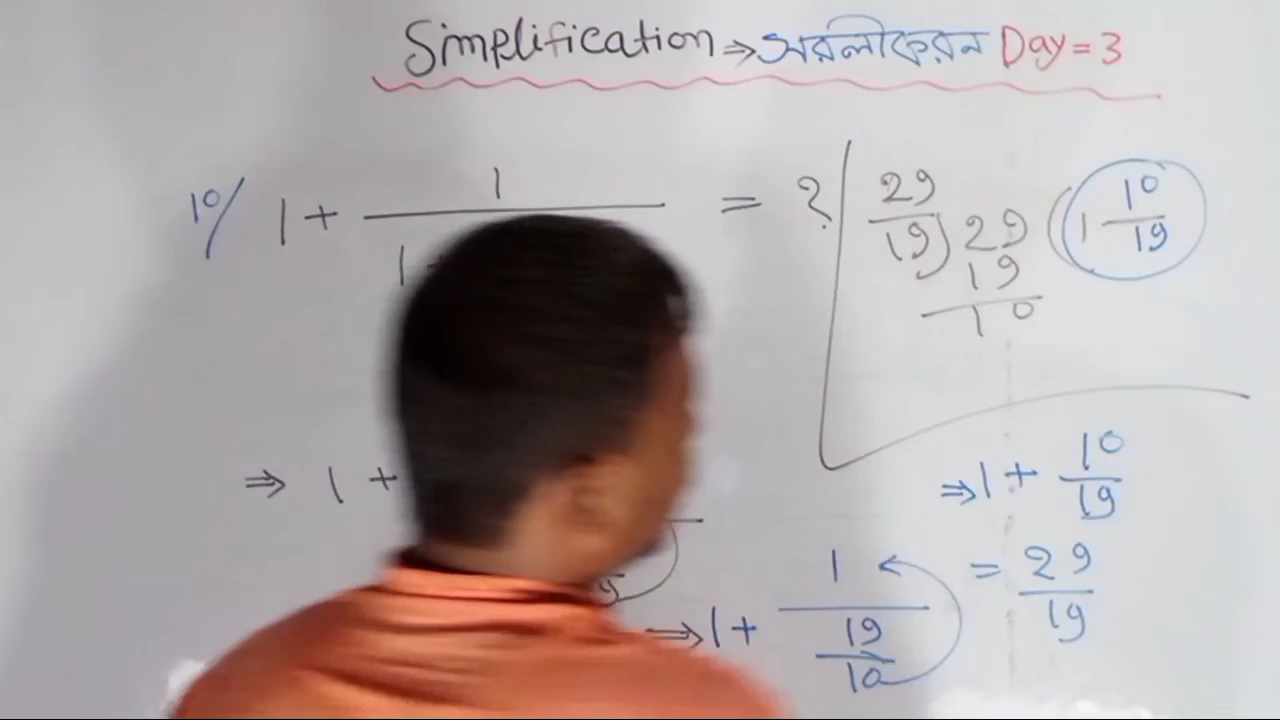 Simplification ⇒ সরলীকরন Day = 3
10/ 1 + 1 = ?
1
29
19 ) 29 ( 1 10/19
19
10
⇒ 1 +
⇒ 1 + 10/19
= 29/19
⇒ 1 + 1
19
10